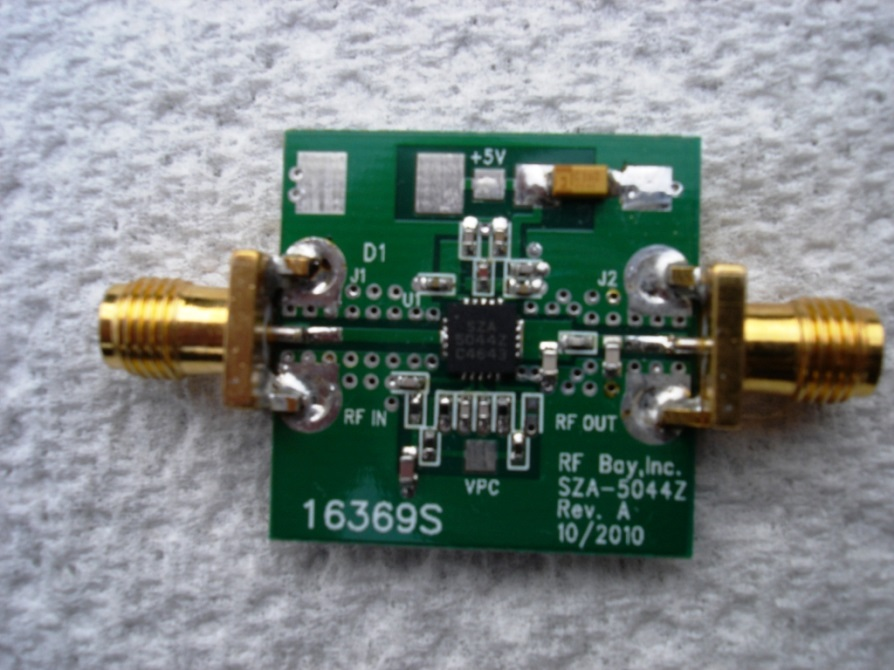 +5V
D1
J1
J2
U1
SZA
5044Z
C4643
RF IN
RF OUT
VPC
RF Bay,Inc.
SZA-5044Z
Rev. A
10/2010
16369S